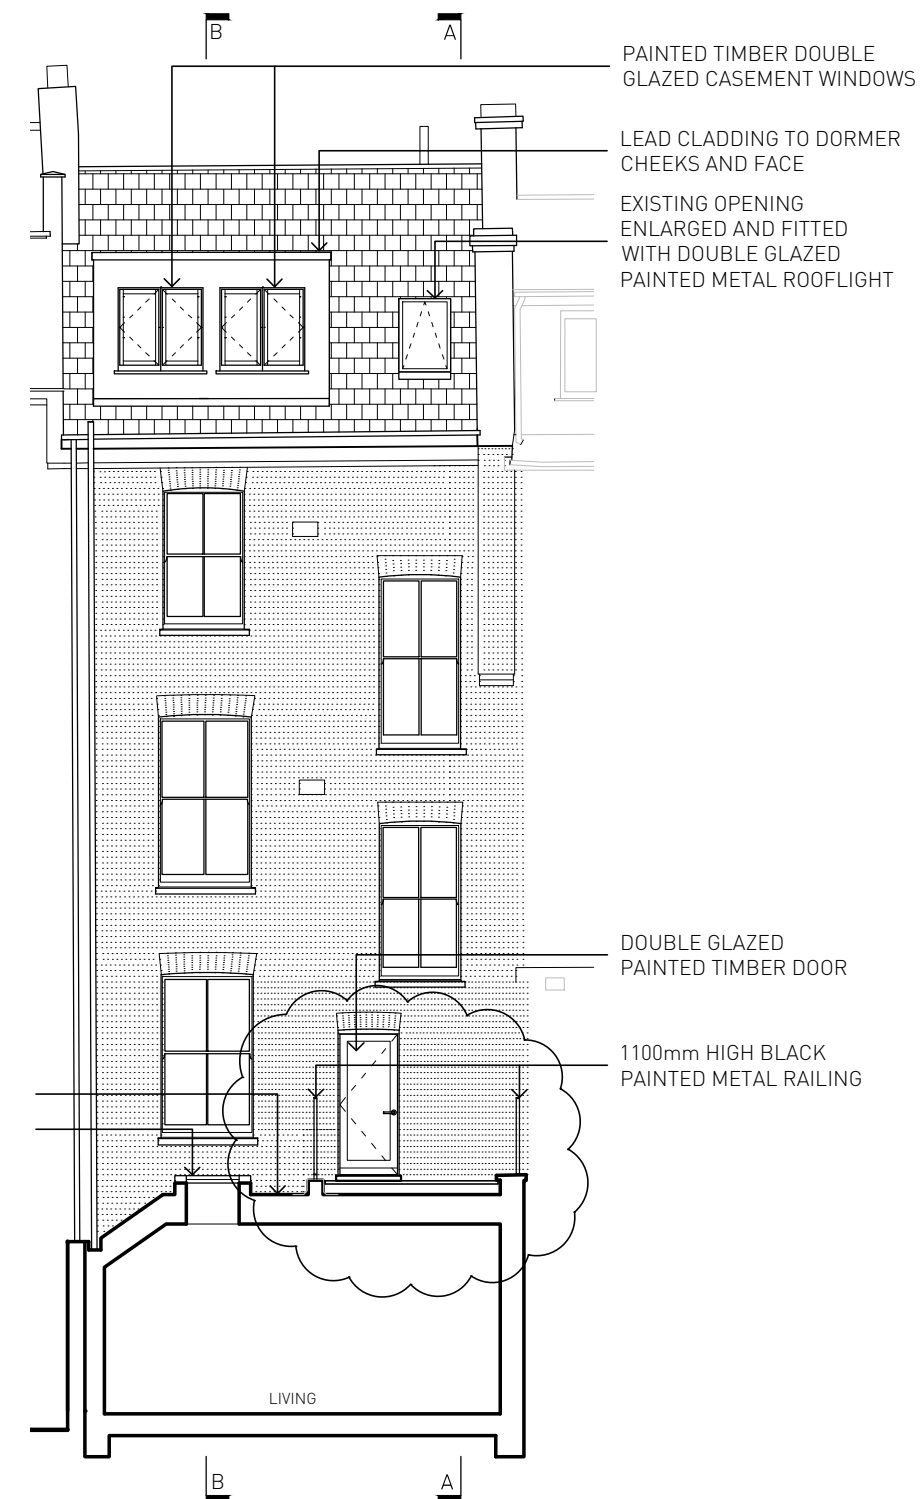 B
A
PAINTED TIMBER DOUBLE
GLAZED CASEMENT WINDOWS
LEAD CLADDING TO DORMER
CHEEKS AND FACE
EXISTING OPENING
ENLARGED AND FITTED
WITH DOUBLE GLAZED
PAINTED METAL ROOFLIGHT
DOUBLE GLAZED
PAINTED TIMBER DOOR
1100mm HIGH BLACK
PAINTED METAL RAILING
LIVING
B
A